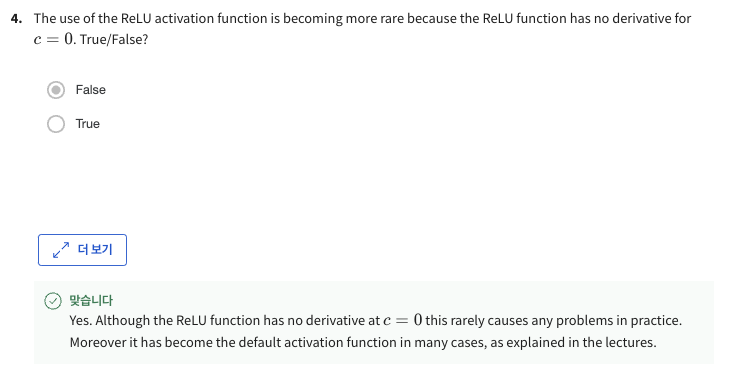 4. The use of the ReLU activation function is becoming more rare because the ReLU function has no derivative for
c = 0. True/False?
False
True
더 보기
맞습니다
Yes. Although the ReLU function has no derivative at c = 0 this rarely causes any problems in practice.
Moreover it has become the default activation function in many cases, as explained in the lectures.